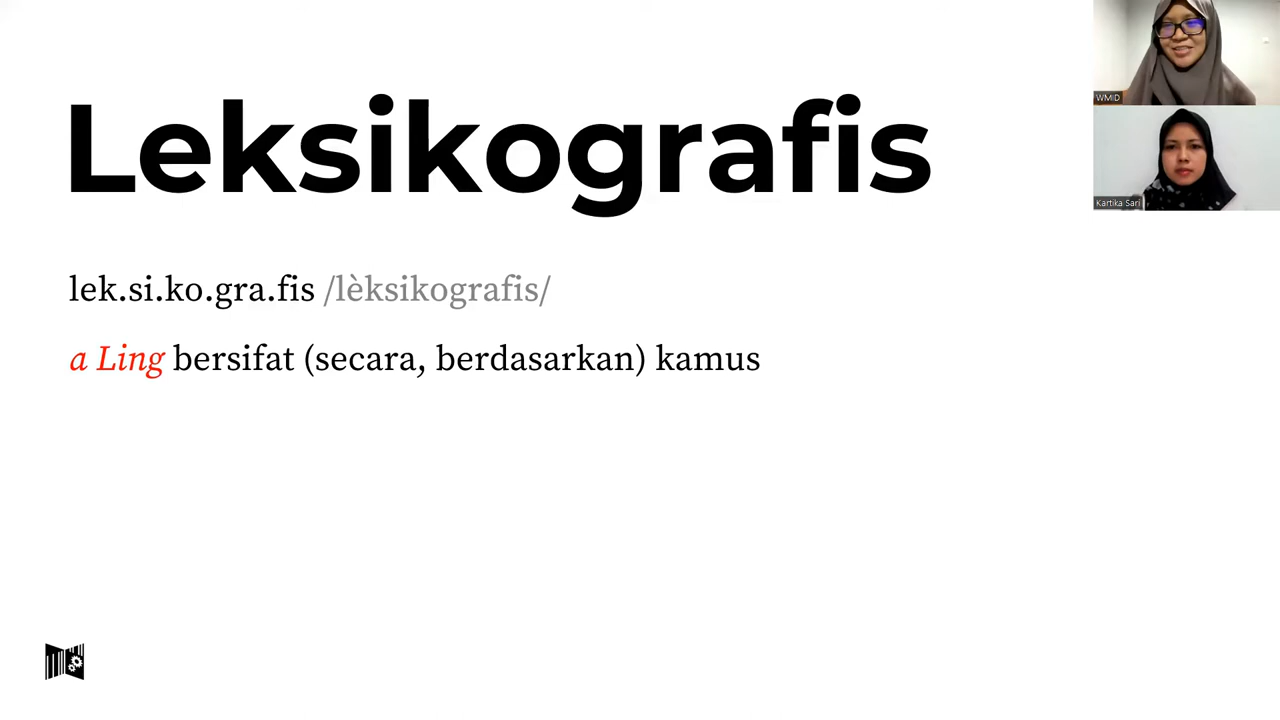 Leksikografis
lek.si.ko.gra.fis /lèksikografis/
a Ling bersifat (secara, berdasarkan) kamus
WMID
Kartika Sari